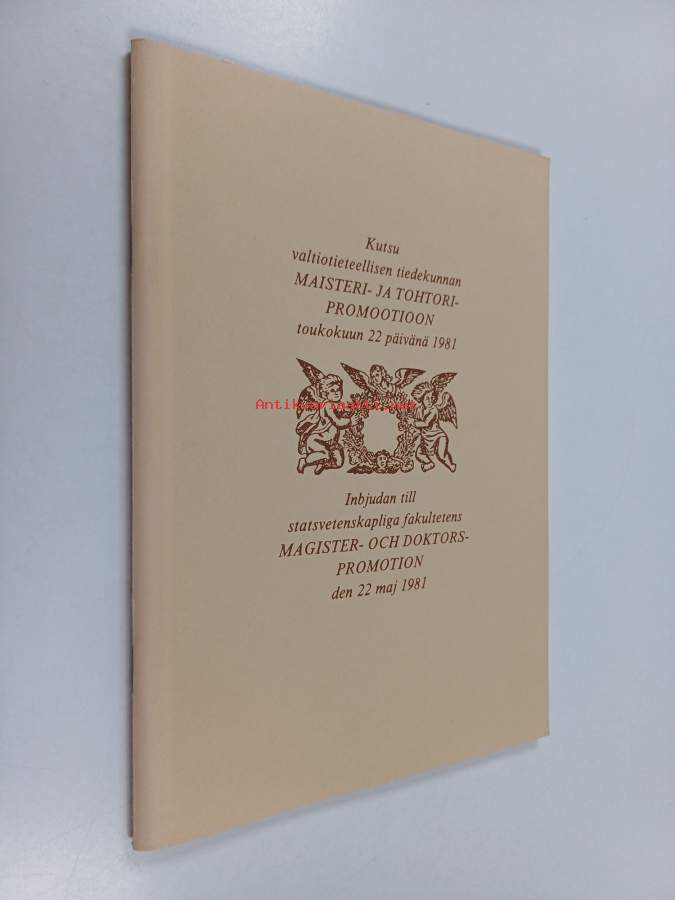 Kutsu
valtiotieteellisen tiedekunnan
MAISTERI- JA TOHTORI-
PROMOOTIOON
toukokuun 22 päivänä 1981
Antikvariaatti.net
Inbjudan till
statsvetenskapliga fakultetens
MAGISTER- OCH DOKTORS-
PROMOTION
den 22 maj 1981